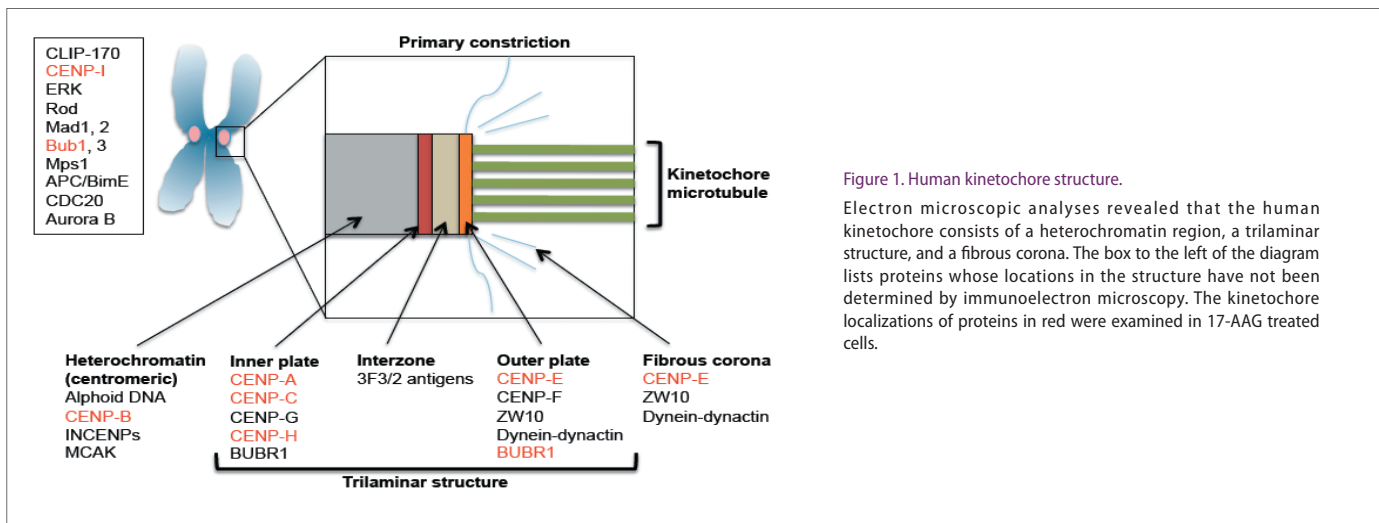 CLIP-170
CENP-I
ERK
Rod
Mad1, 2
Bub1, 3
Mps1
APC/BimE
CDC20
Aurora B
Primary constriction
Kinetochore
microtubule
Heterochromatin
(centromeric)
Alphoid DNA
CENP-B
INCENPs
MCAK
Inner plate
CENP-A
CENP-C
CENP-G
CENP-H
BUBR1
Interzone
3F3/2 antigens
Outer plate
CENP-E
CENP-F
ZW10
Dynein-dynactin
BUBR1
Fibrous corona
CENP-E
ZW10
Dynein-dynactin
Trilaminar structure
Figure 1. Human kinetochore structure.
Electron microscopic analyses revealed that the human
kinetochore consists of a heterochromatin region, a trilaminar
structure, and a fibrous corona. The box to the left of the diagram
lists proteins whose locations in the structure have not been
determined by immunoelectron microscopy. The kinetochore
localizations of proteins in red were examined in 17-AAG treated
cells.